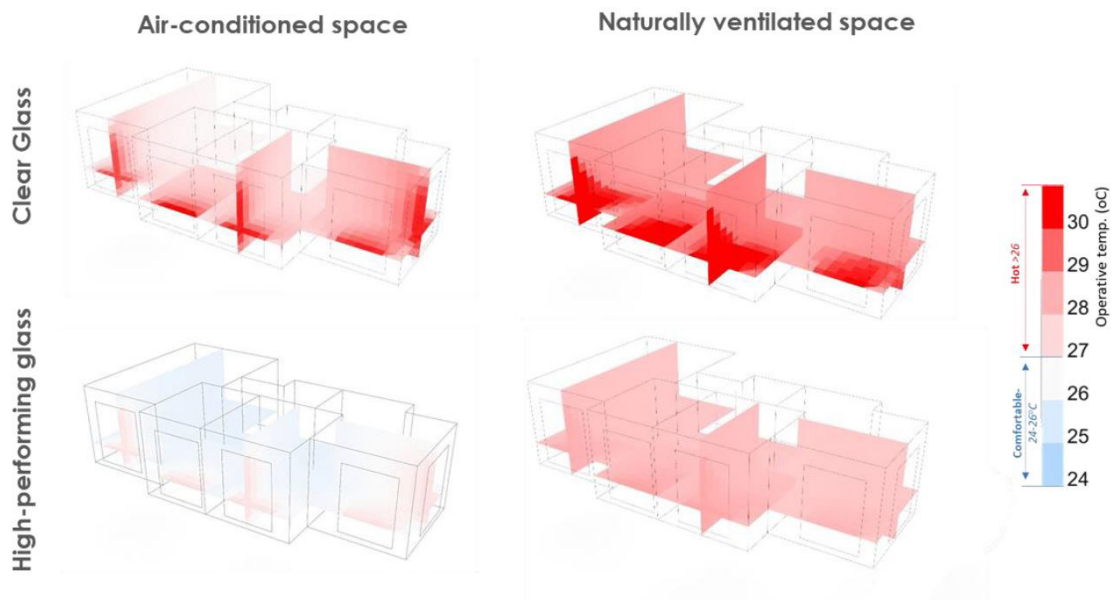 Air-conditioned space
Naturally ventilated space
Clear Glass
High-performing glass
Hot >26
Comfortable-
24-26°C
30
29
28
27
26
25
24
Operative temp. (oC)